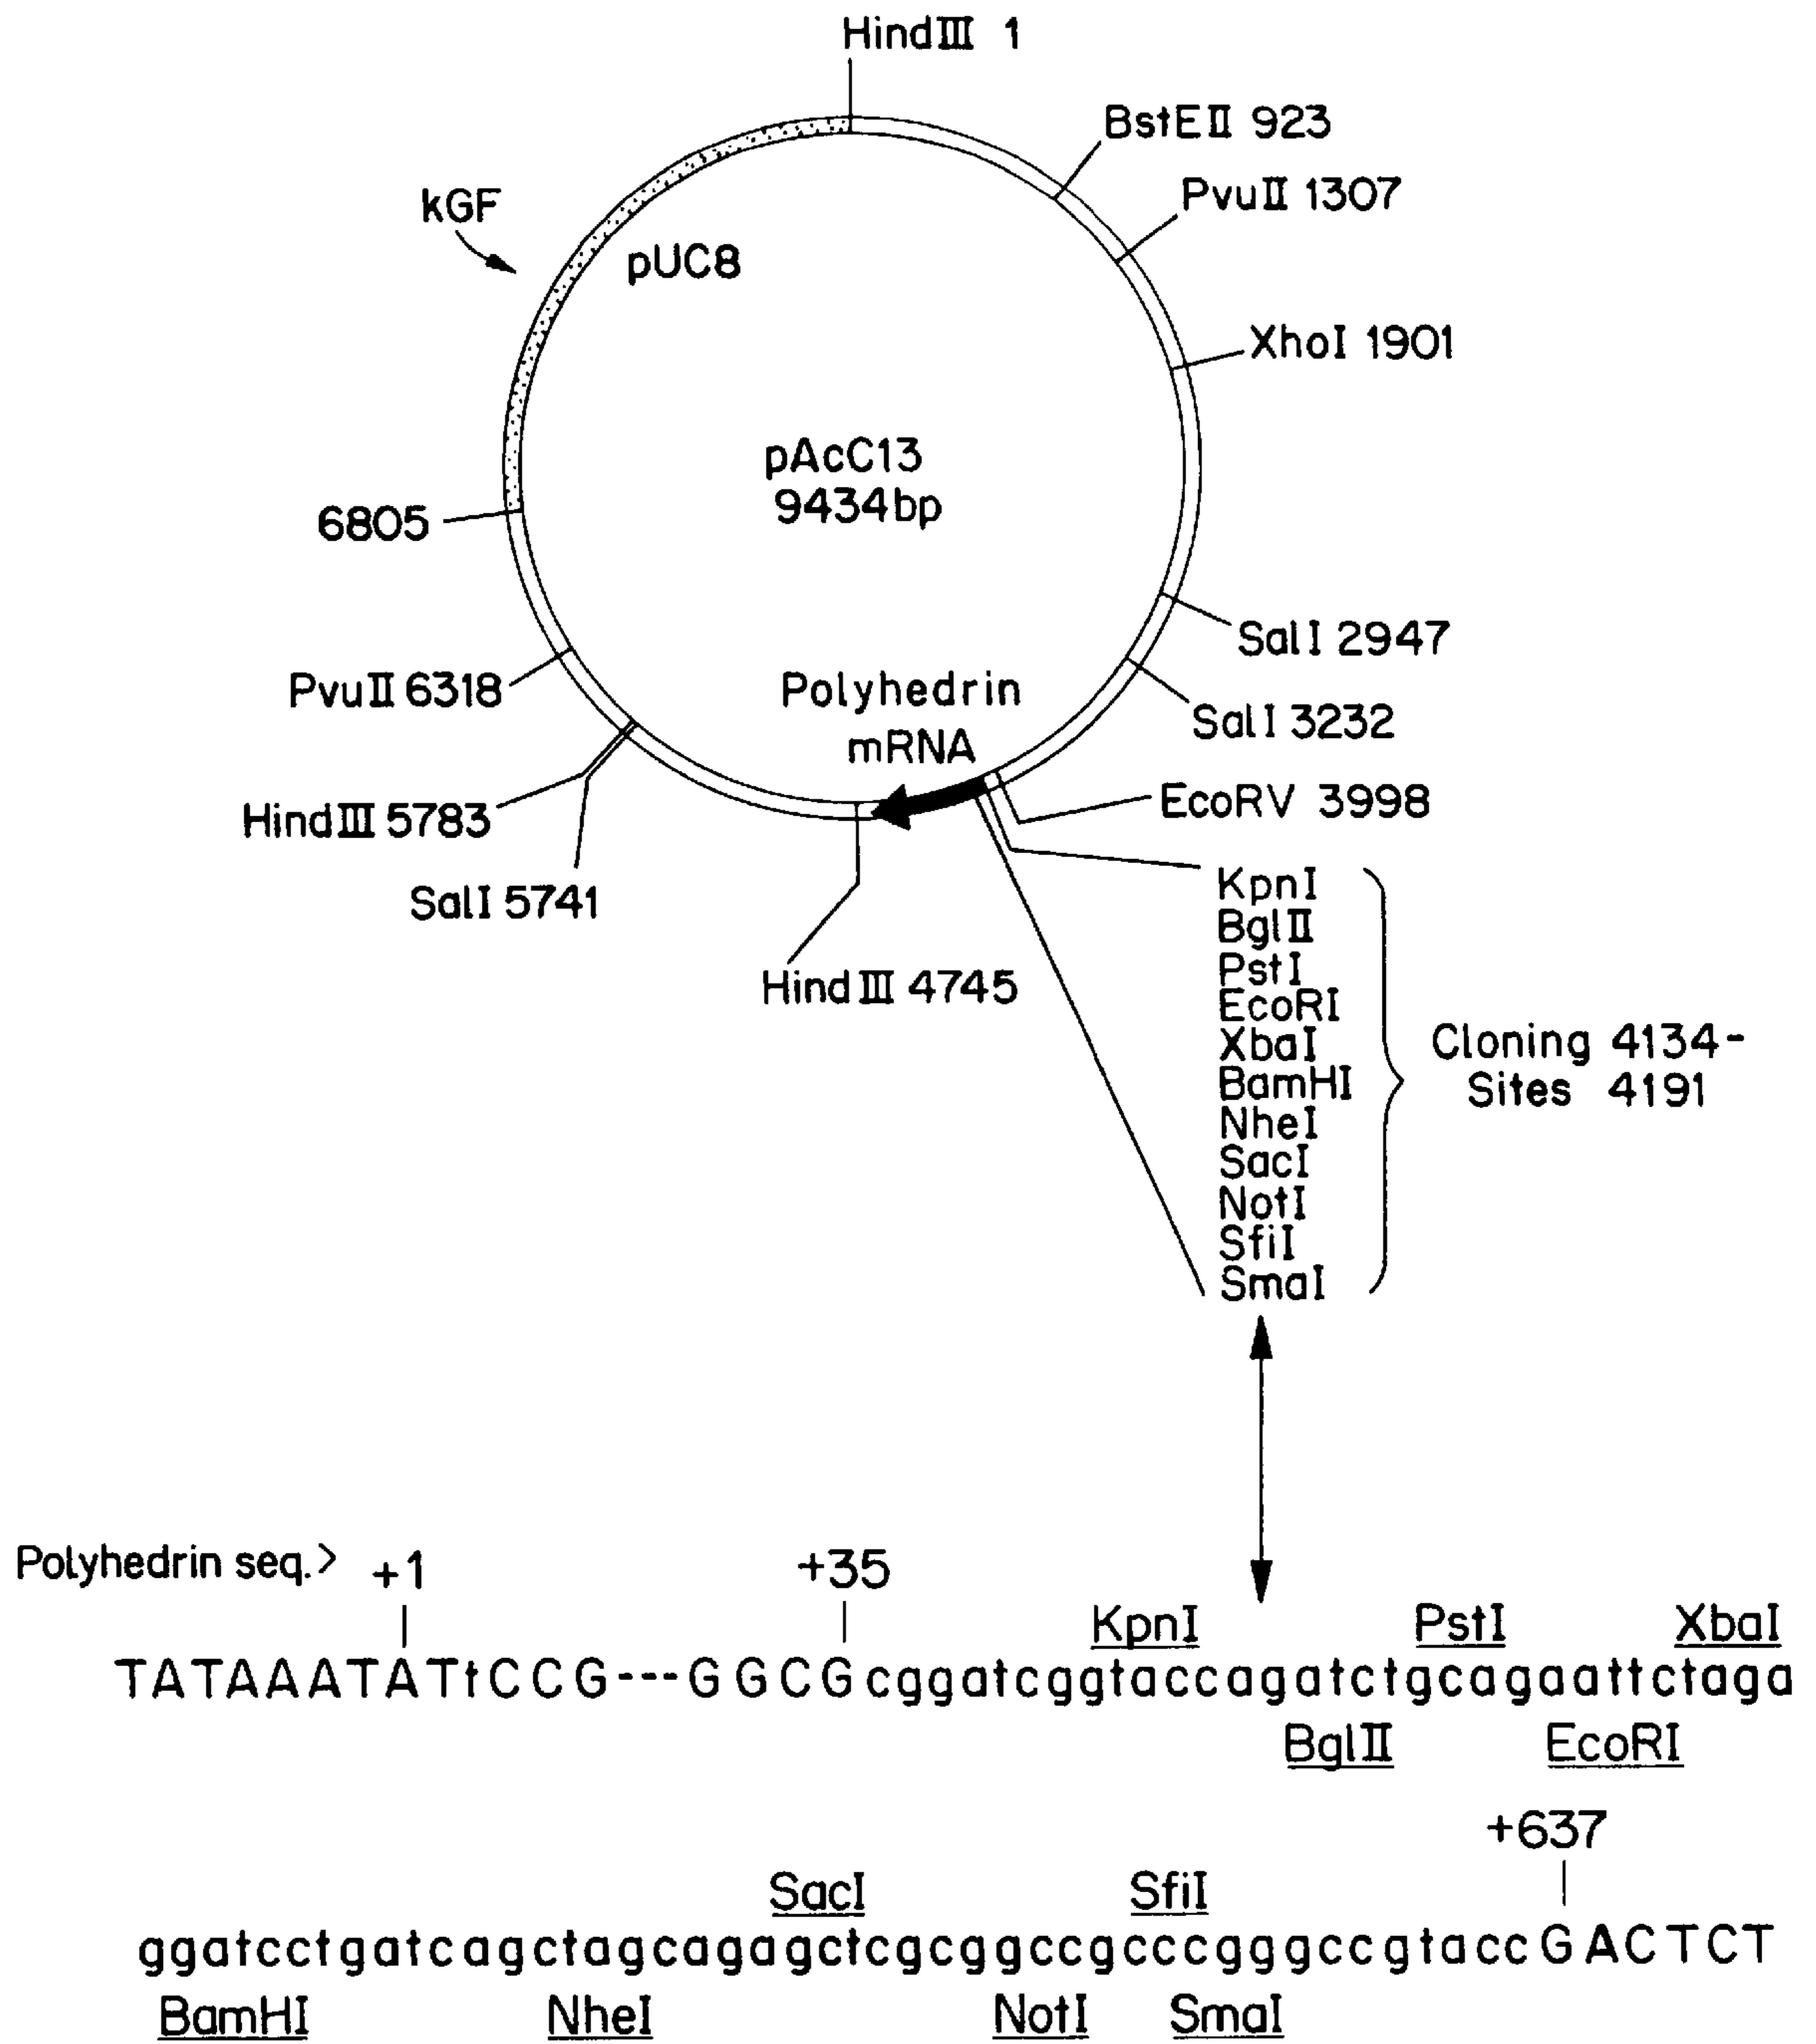 HindIII 1
BstEII 923
PvuII 1307
kGF
pUC8
XhoI 1901
pAcC13
9434bp
6805
SalI 2947
PvuII 6318
Polyhedrin
mRNA
SalI 3232
HindIII 5783
EcoRV 3998
SalI 5741
HindIII 4745
KpnI
BglII
PstI
EcoRI
XbaI
BamHI
NheI
SacI
NotI
SfiI
SmaI
Cloning 4134-
Sites 4191
Polyhedrin seq.> +1 +35
KpnI PstI XbaI
TATAAATATtCCG---GGCGcggatcggtaccagatctgcagaattctaga
BglII EcoRI
+637
SacI SfiI
ggatcctgatcagctagcagagctcgcggccgcccgggccgtaccGACTCT
BamHI NheI NotI SmaI